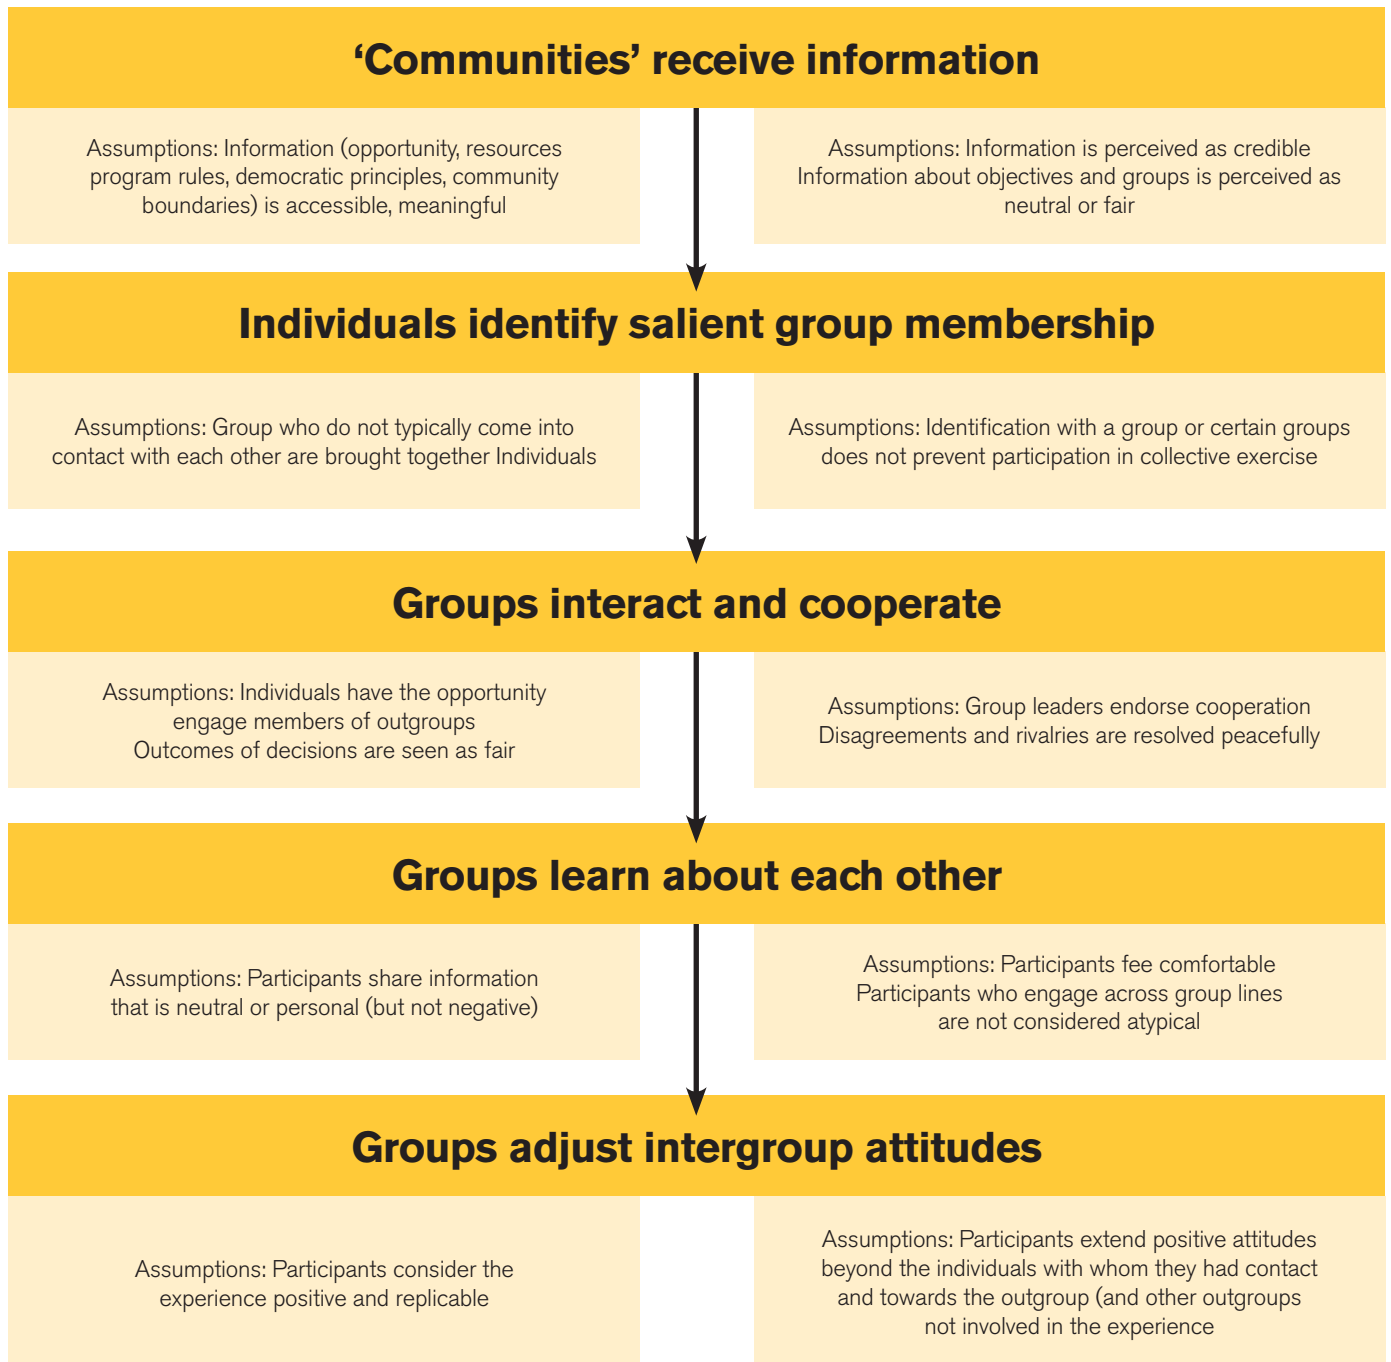 ‘Communities’ receive information
Assumptions: Information (opportunity, resources
program rules, democratic principles, community
boundaries) is accessible, meaningful
Assumptions: Information is perceived as credible
Information about objectives and groups is perceived as
neutral or fair
Individuals identify salient group membership
Assumptions: Group who do not typically come into
contact with each other are brought together Individuals
Assumptions: Identification with a group or certain groups
does not prevent participation in collective exercise
Groups interact and cooperate
Assumptions: Individuals have the opportunity
engage members of outgroups
Outcomes of decisions are seen as fair
Assumptions: Group leaders endorse cooperation
Disagreements and rivalries are resolved peacefully
Groups learn about each other
Assumptions: Participants share information
that is neutral or personal (but not negative)
Assumptions: Participants fee comfortable
Participants who engage across group lines
are not considered atypical
Groups adjust intergroup attitudes
Assumptions: Participants consider the
experience positive and replicable
Assumptions: Participants extend positive attitudes
beyond the individuals with whom they had contact
and towards the outgroup (and other outgroups
not involved in the experience